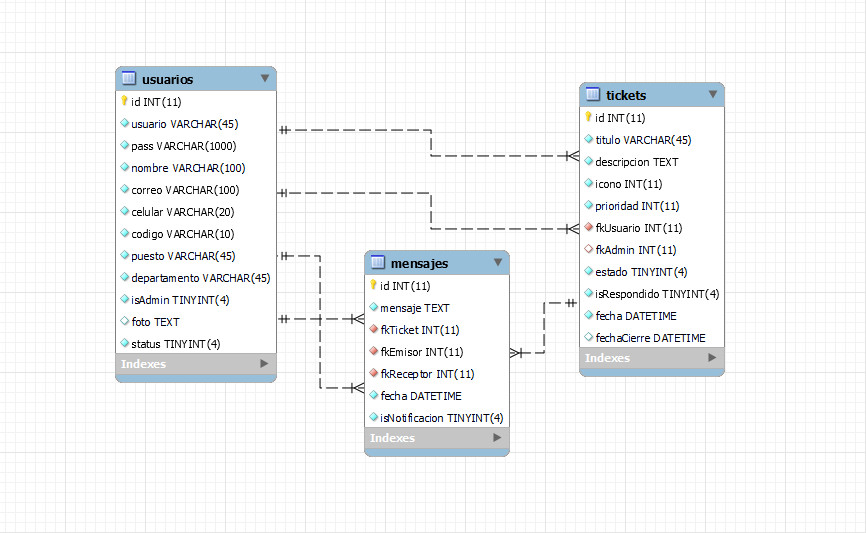 usuarios
id INT(11)
usuario VARCHAR(45)
pass VARCHAR(1000)
nombre VARCHAR(100)
correo VARCHAR(100)
celular VARCHAR(20)
codigo VARCHAR(10)
puesto VARCHAR(45)
departamento VARCHAR(45)
isAdmin TINYINT(4)
foto TEXT
status TINYINT(4)
Indexes
mensajes
id INT(11)
mensaje TEXT
fkTicket INT(11)
fkEmisor INT(11)
fkReceptor INT(11)
fecha DATETIME
isNotificacion TINYINT(4)
Indexes
tickets
id INT(11)
titulo VARCHAR(45)
descripcion TEXT
icono INT(11)
prioridad INT(11)
fkUsuario INT(11)
fkAdmin INT(11)
estado TINYINT(4)
isRespondido TINYINT(4)
fecha DATETIME
fechaCierre DATETIME
Indexes